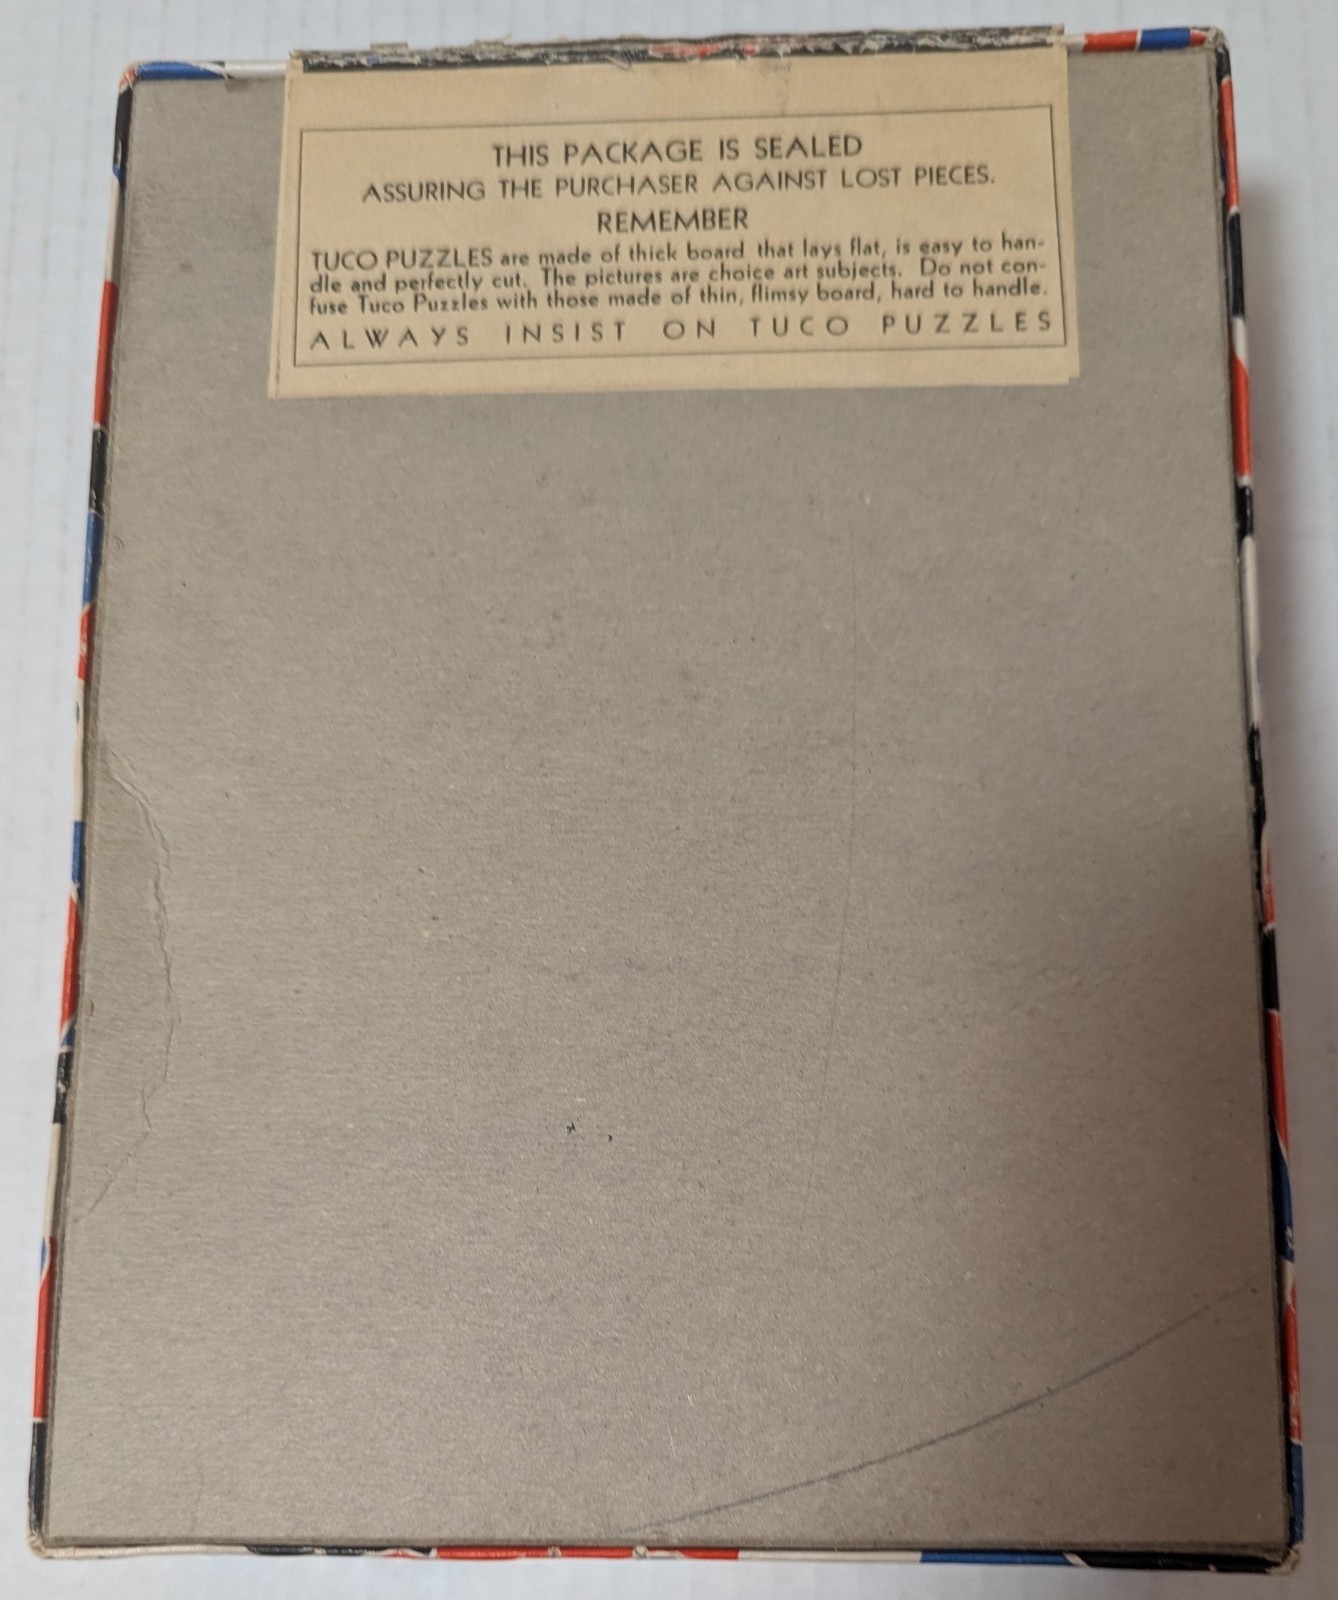 THIS PACKAGE IS SEALED
ASSURING THE PURCHASER AGAINST LOST PIECES.
REMEMBER
TUCO PUZZLES are made of thick board that lays flat, is easy to han-
dle and perfectly cut. The pictures are choice art subjects. Do not con-
fuse Tuco Puzzles with those made of thin, flimsy board, hard to handle.
ALWAYS INSIST ON TUCO PUZZLES